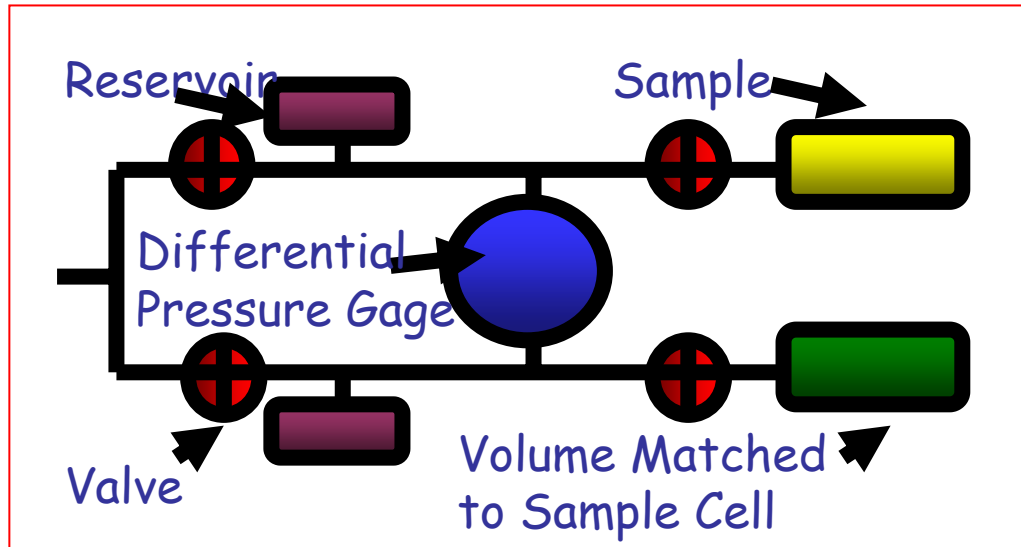 Reservoir
Sample
Differential
Pressure Gage
Valve
Volume Matched
to Sample Cell